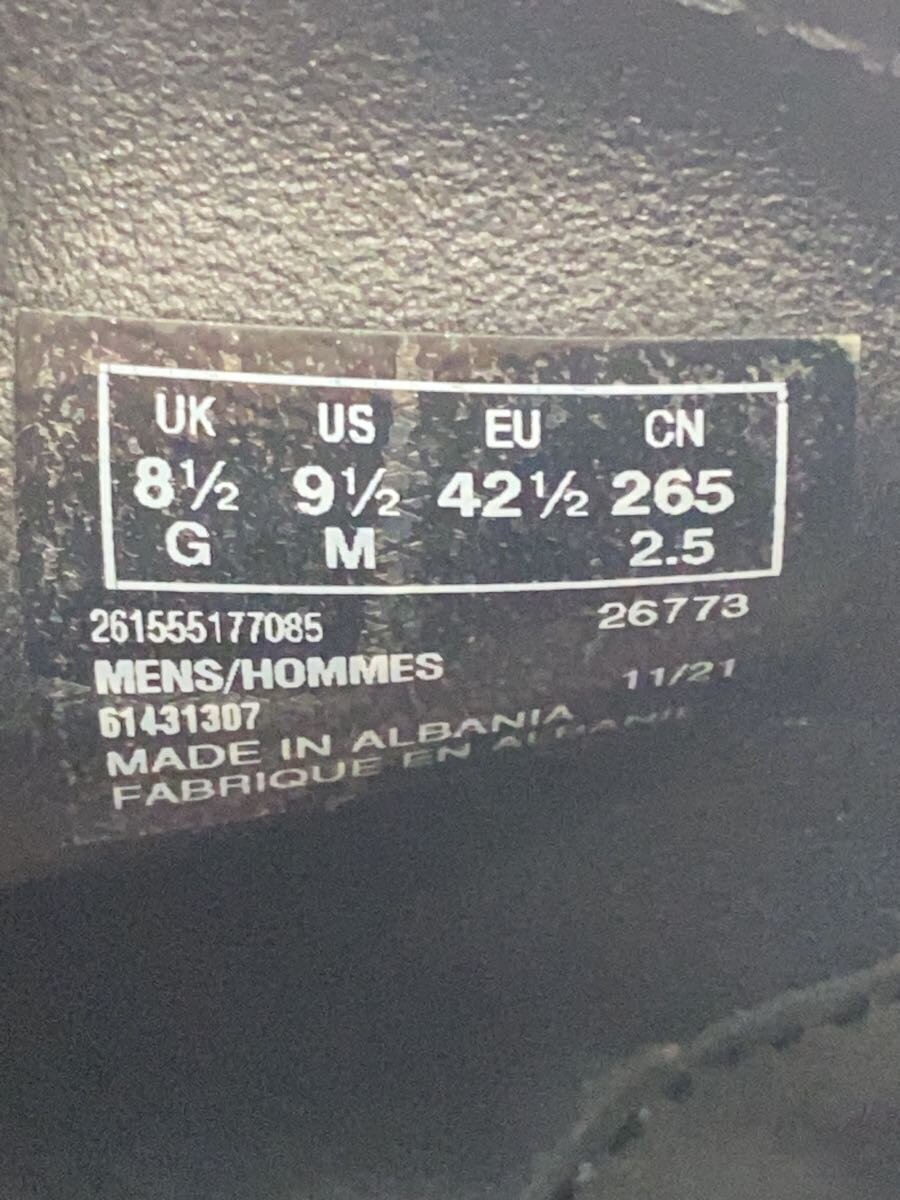 UK US EU CN
8½ 9½ 42½ 265
G M 2.5
261555177085 26773
MENS/HOMMES 11/21
61431307
MADE IN ALBANIA
FABRIQUE EN ALBANIE